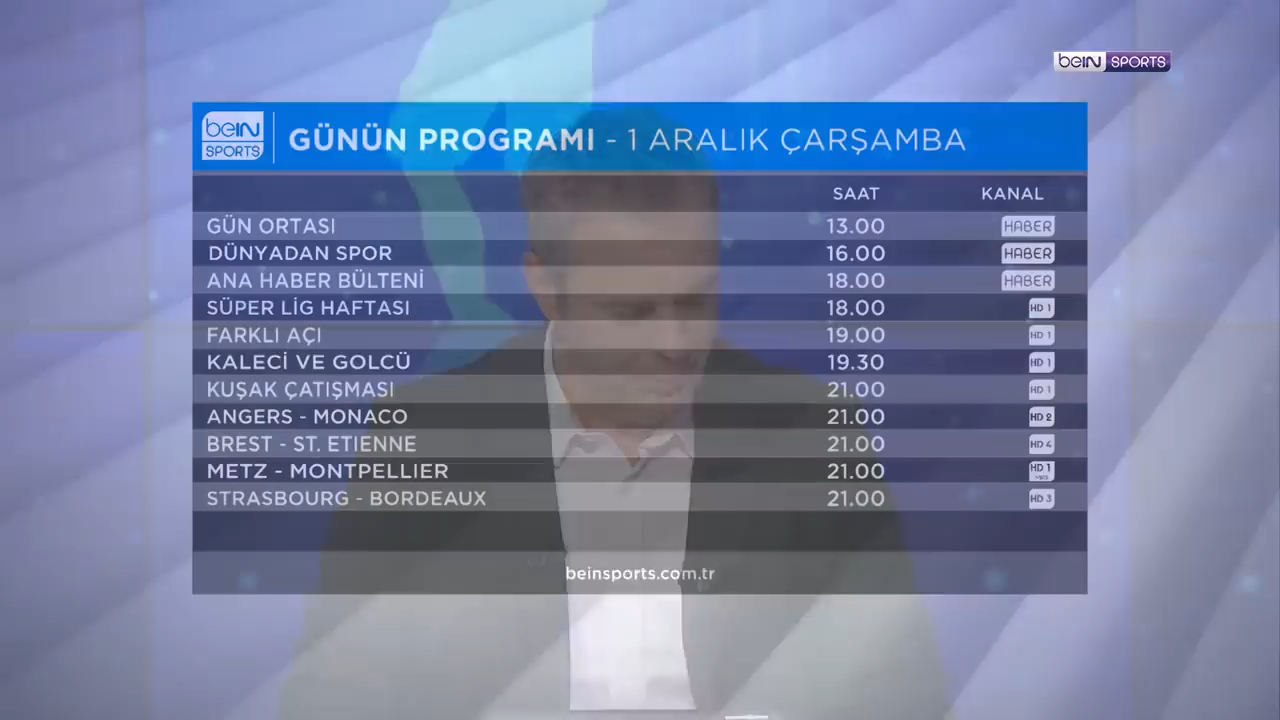 beIN SPORTS
beIN
SPORTS
GÜNÜN PROGRAMI - 1 ARALIK ÇARŞAMBA
SAAT KANAL
GÜN ORTASI 13.00 HABER
DÜNYADAN SPOR 16.00 HABER
ANA HABER BÜLTENİ 18.00 HABER
SÜPER LİG HAFTASI 18.00 HD 1
FARKLI AÇI 19.00 HD 1
KALECİ VE GOLCÜ 19.30 HD 1
KUŞAK ÇATIŞMASI 21.00 HD 1
ANGERS - MONACO 21.00 HD 2
BREST - ST. ETIENNE 21.00 HD 4
METZ - MONTPELLIER 21.00 HD 1
STRASBOURG - BORDEAUX 21.00 HD 3
beinsports.com.tr